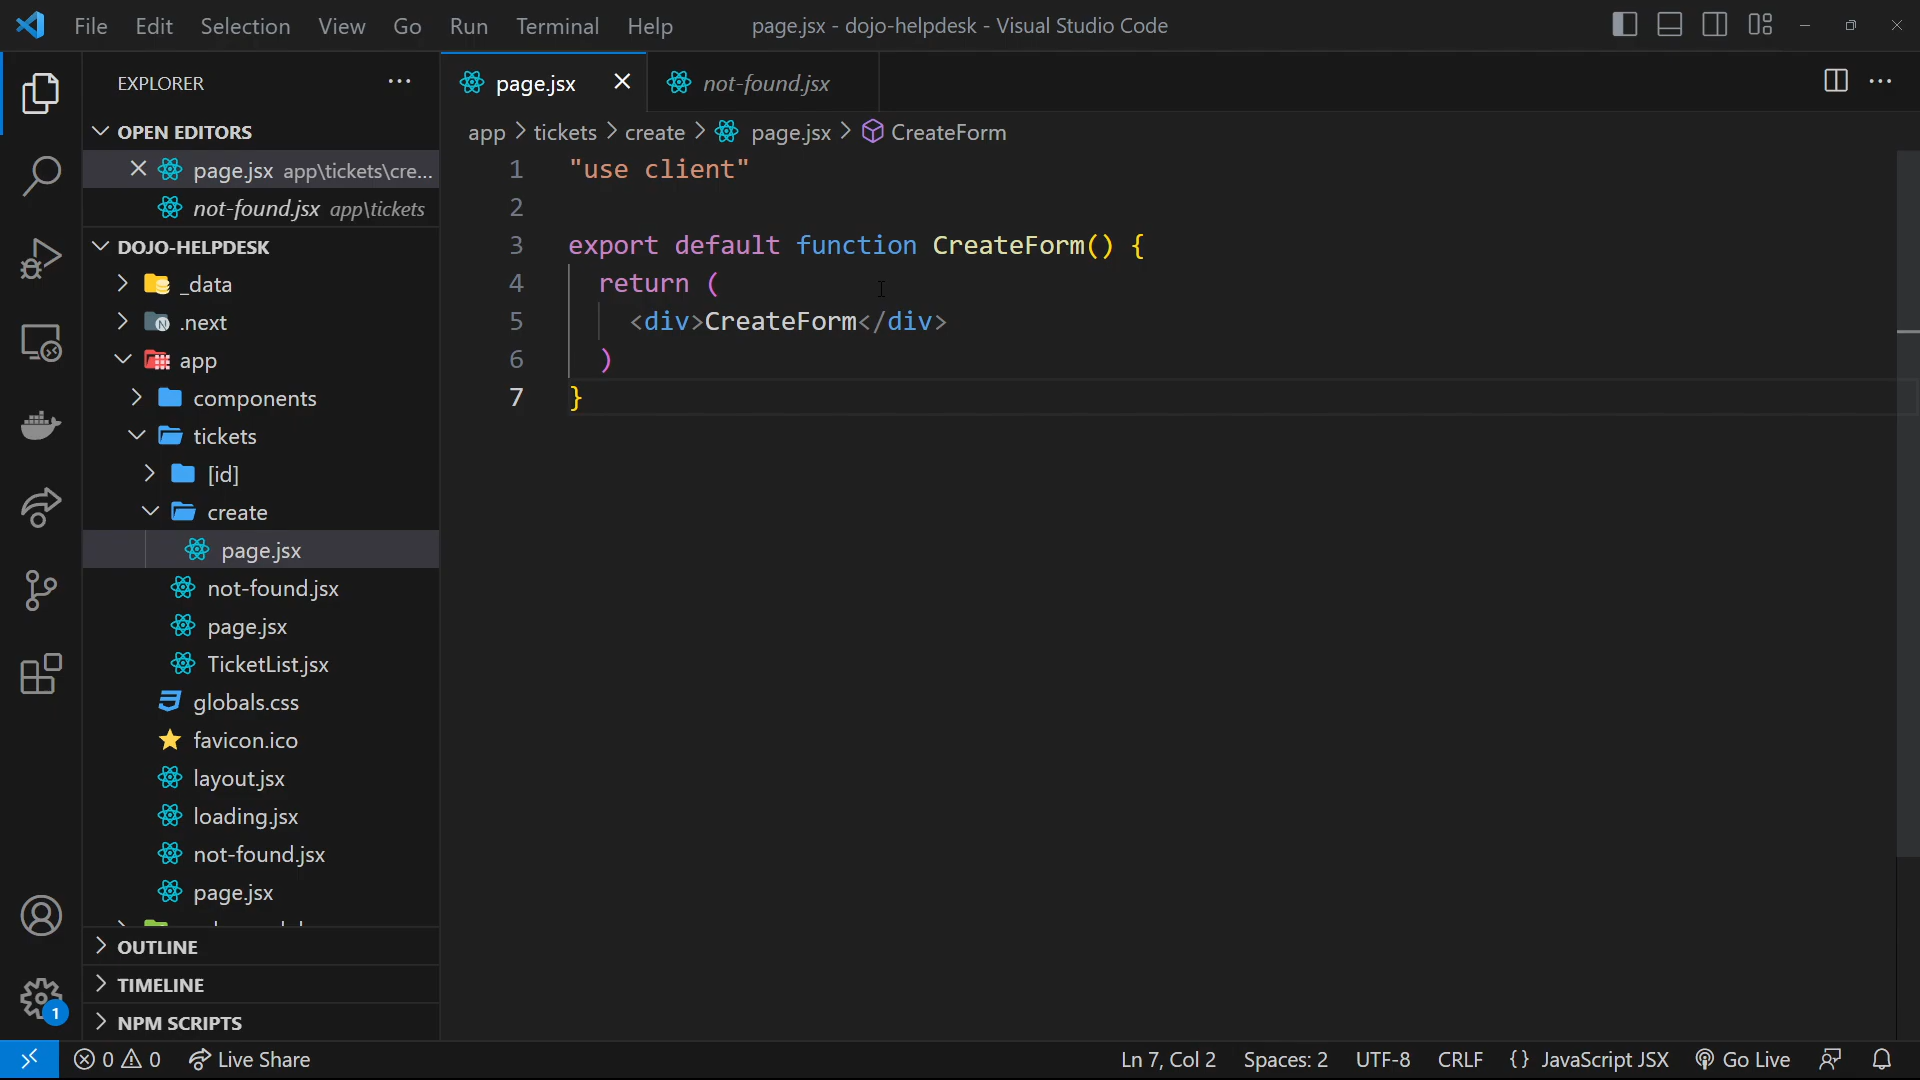 File Edit Selection View Go Run Terminal Help page.jsx - dojo-helpdesk - Visual Studio Code
EXPLORER ···
page.jsx
not-found.jsx
OPEN EDITORS
page.jsx app\tickets\cre...
not-found.jsx app\tickets
DOJO-HELPDESK
_data
.next
app
components
tickets
[id]
create
page.jsx
not-found.jsx
page.jsx
TicketList.jsx
globals.css
favicon.ico
layout.jsx
loading.jsx
not-found.jsx
page.jsx
OUTLINE
TIMELINE
NPM SCRIPTS
1
app > tickets > create > page.jsx > CreateForm
1 "use client"
2
3 export default function CreateForm() {
4 return (
5 <div>CreateForm</div>
6 )
7 }
0 0 Live Share Ln 7, Col 2 Spaces: 2 UTF-8 CRLF {} JavaScript JSX Go Live